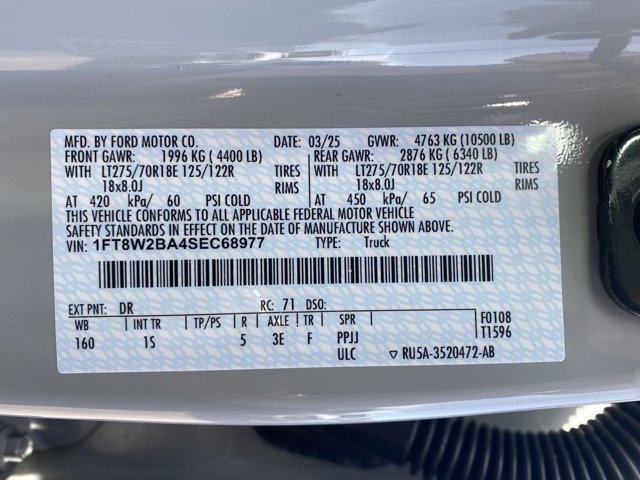 MFD. BY FORD MOTOR CO. DATE: 03/25 GVWR: 4763 KG (10500 LB)
FRONT GAWR: 1996 KG ( 4400 LB) REAR GAWR: 2876 KG ( 6340 LB)
WITH LT275/70R18E 125/122R TIRES WITH LT275/70R18E 125/122R TIRES
18x8.0J RIMS 18x8.0J RIMS
AT 420 kPa/ 60 PSI COLD AT 450 kPa/ 65 PSI COLD
THIS VEHICLE CONFORMS TO ALL APPLICABLE FEDERAL MOTOR VEHICLE
SAFETY STANDARDS IN EFFECT ON THE DATE OF MANUFACTURE SHOWN ABOVE.
VIN: 1FT8W2BA4SEC68977 TYPE: Truck
EXT PNT: DR RC: 71 DSO:
WB INT TR TP/PS R AXLE TR SPR F0108
160 1S 5 3E F PPJJ T1596
ULC ▽ RU5A-3520472-AB